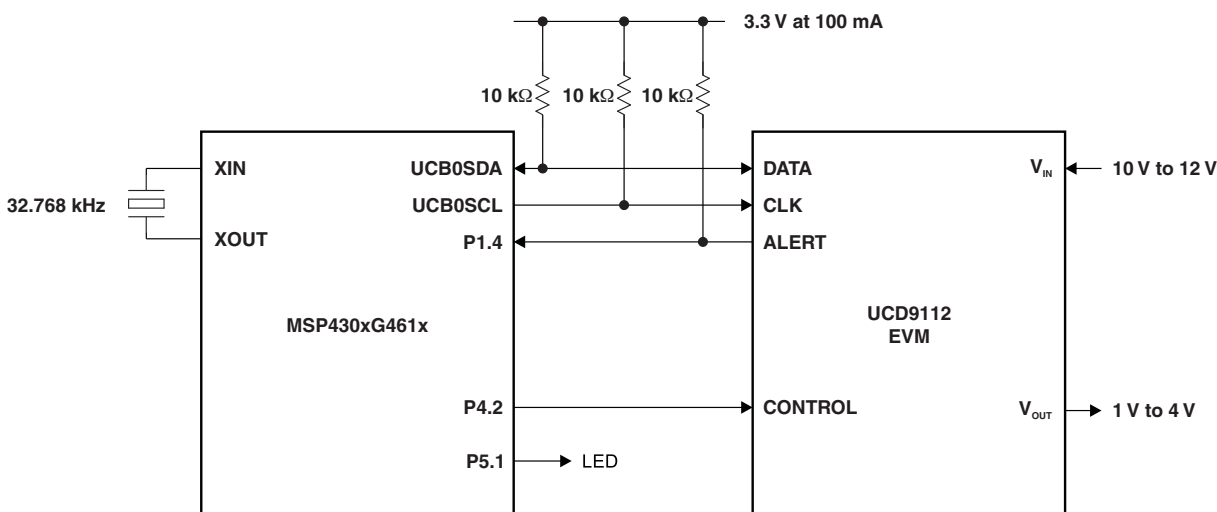 3.3 V at 100 mA
10 kΩ 10 kΩ 10 kΩ
XIN
UCB0SDA
DATA
VIN
10 V to 12 V
32.768 kHz
UCB0SCL
CLK
XOUT
P1.4
ALERT
MSP430xG461x
UCD9112
EVM
P4.2
CONTROL
VOUT
1 V to 4 V
P5.1
LED